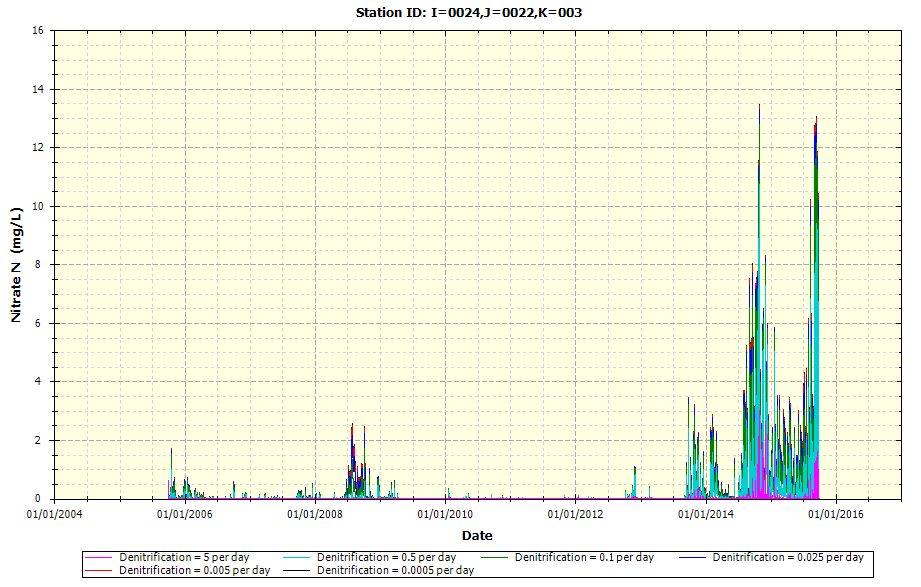 Station ID: I=0024,J=0022,K=003
16
14
12
10
8
6
4
2
0
Nitrate N (mg/L)
01/01/2004
01/01/2006
01/01/2008
01/01/2010
01/01/2012
01/01/2014
01/01/2016
Date
Denitrification = 5 per day
Denitrification = 0.5 per day
Denitrification = 0.1 per day
Denitrification = 0.025 per day
Denitrification = 0.005 per day
Denitrification = 0.0005 per day